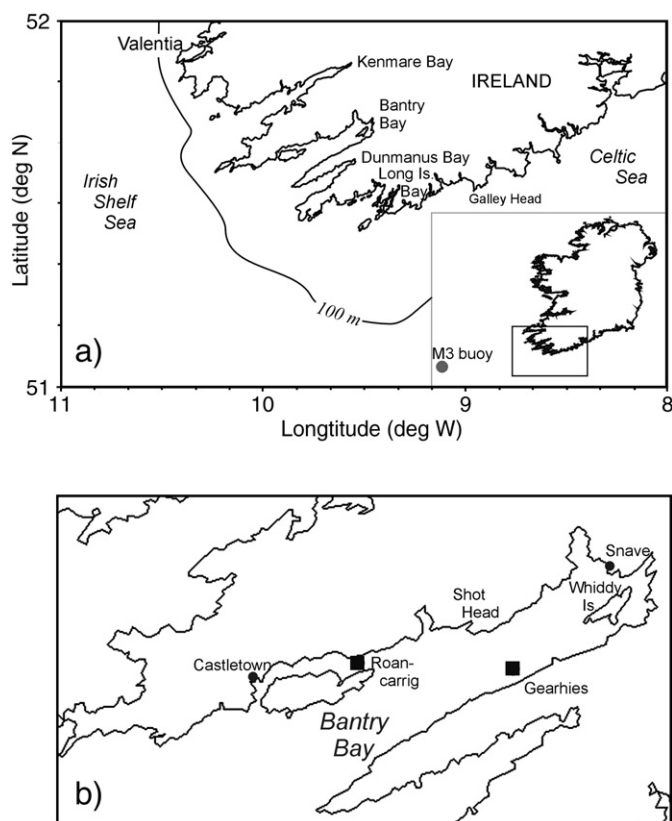 52
Valentia
Kenmare Bay
IRELAND
Bantry
Bay
Dunmanus Bay
Long Is.
Bay
Celtic
Sea
Irish
Shelf
Sea
Galley Head
Latitude (deg N)
100 m
a)
M3 buoy
51
11
10
9
8
Longtitude (deg W)
Snave
Whiddy
Is
Shot
Head
Castletown
Roan-
carrig
Gearhies
Bantry
Bay
b)